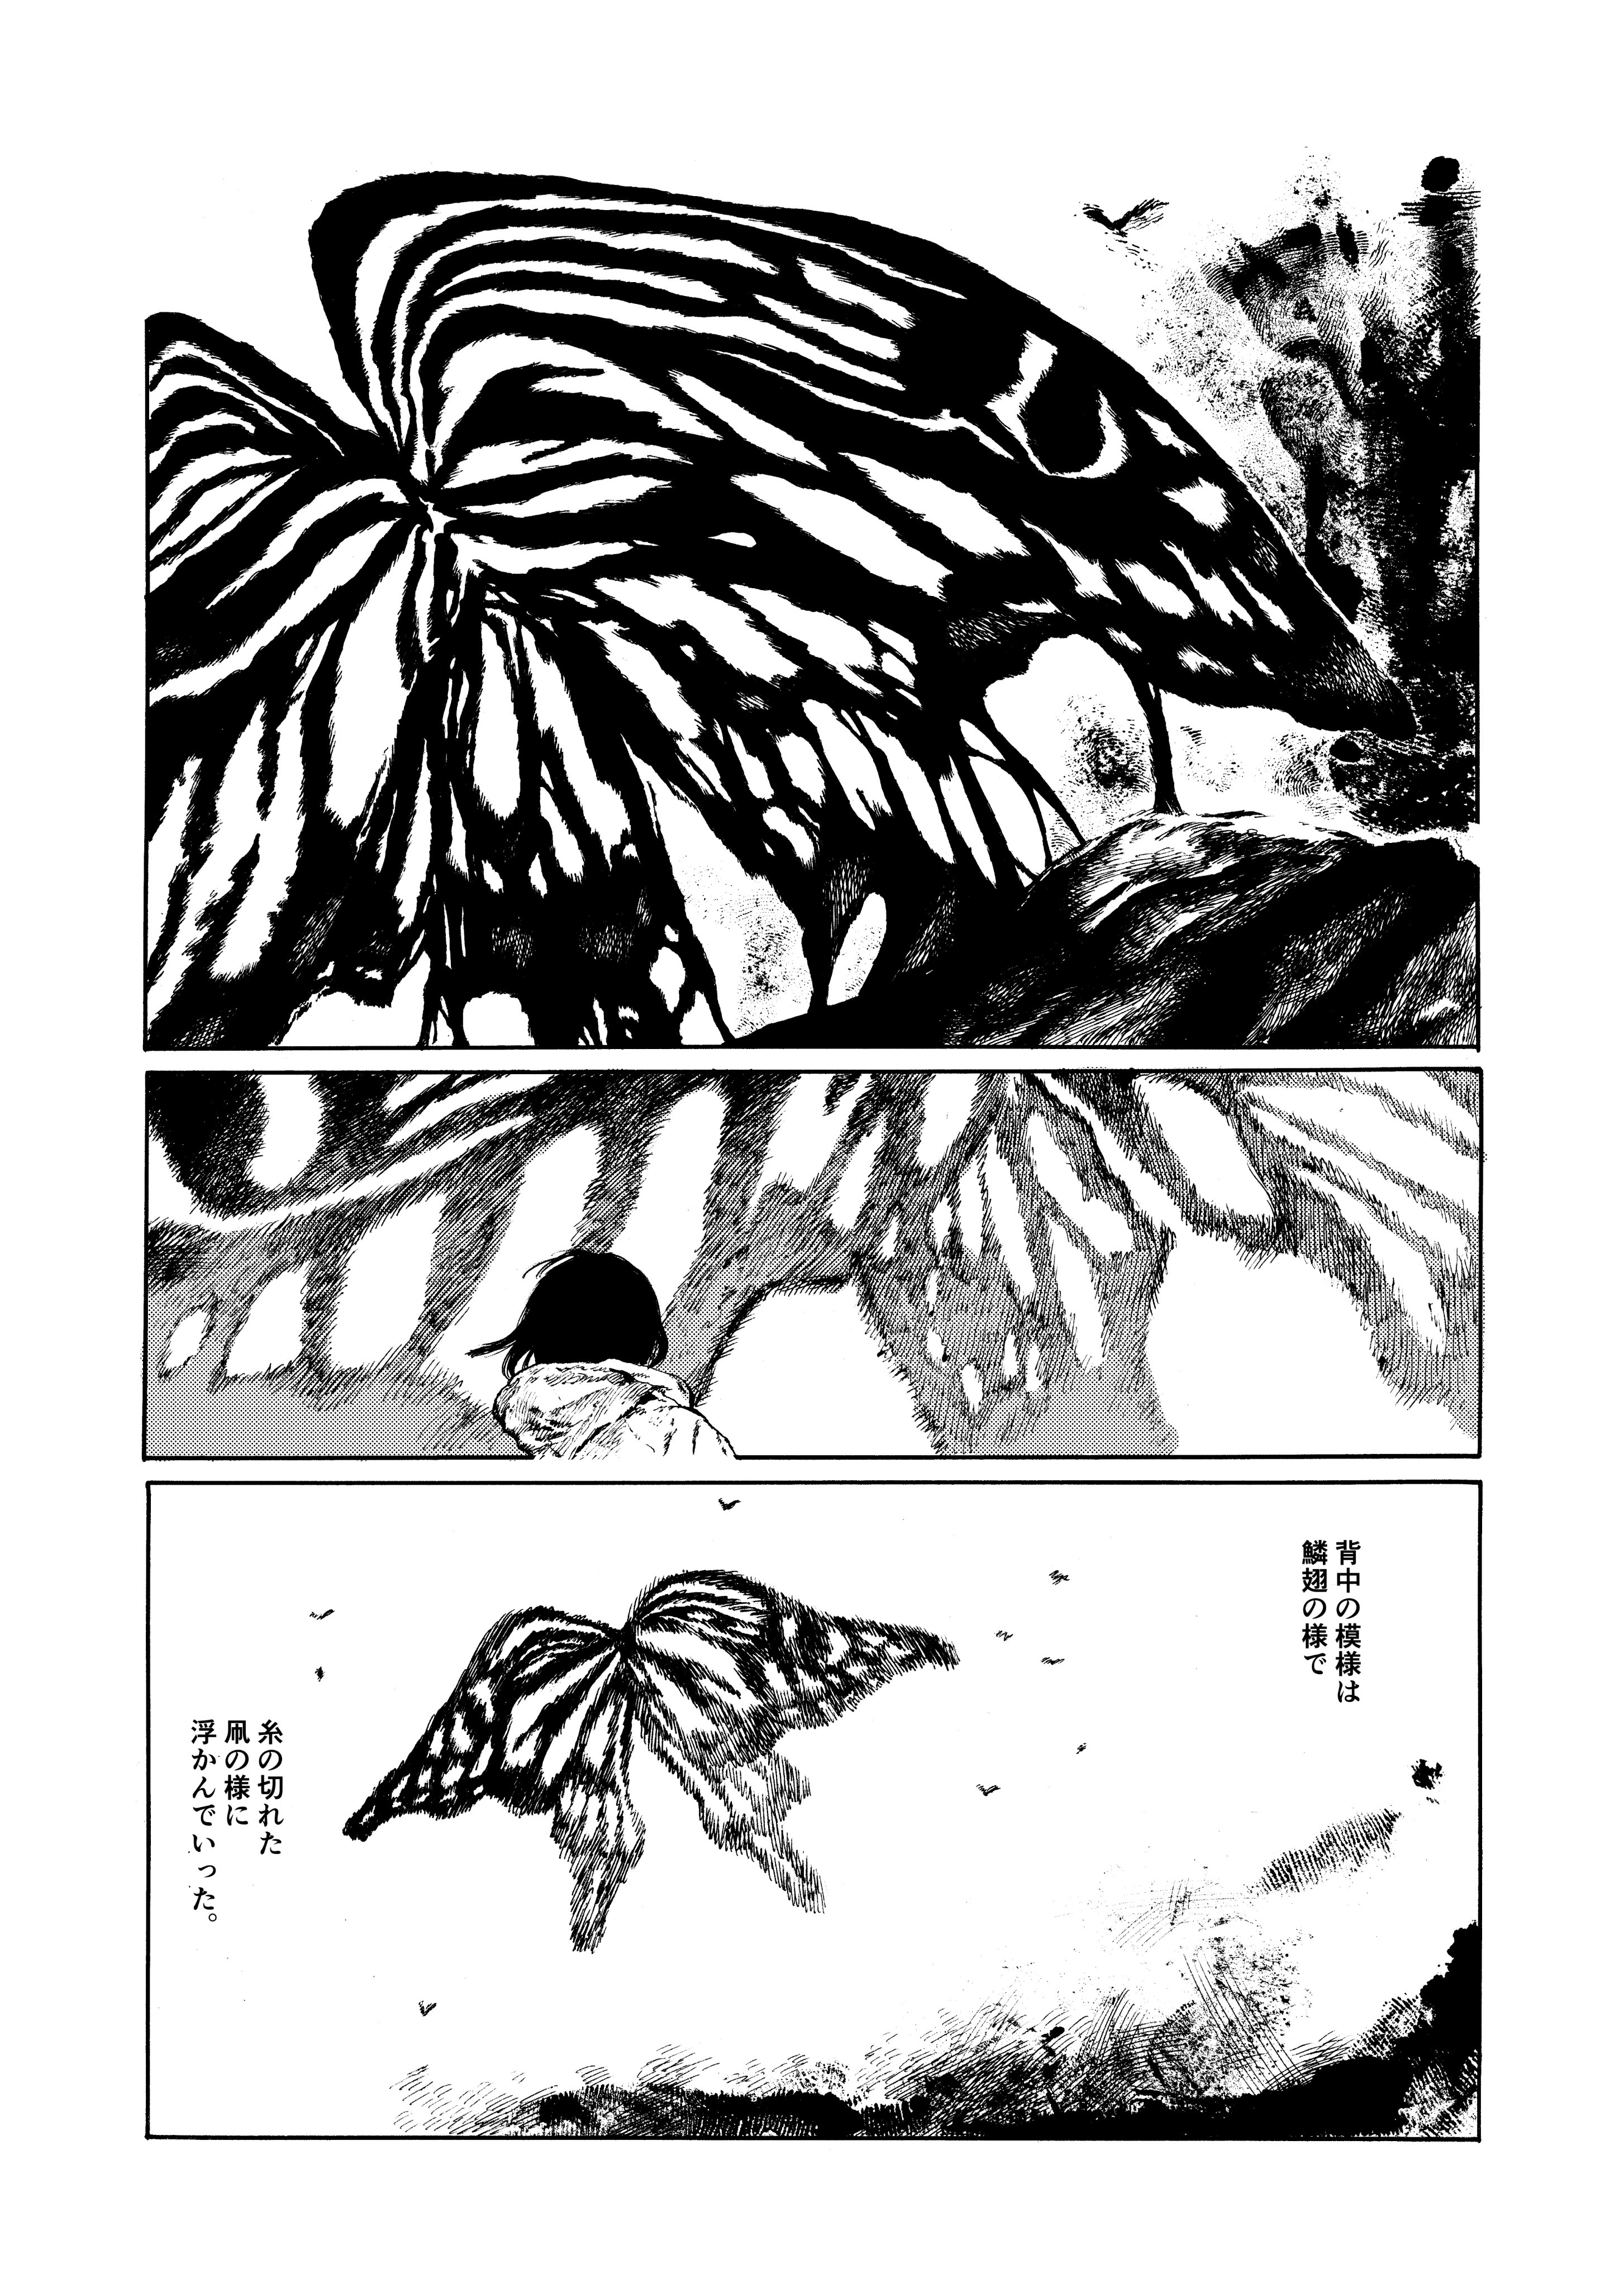 背中の模様は
鱗翅の様で
糸の切れた
凧の様に
浮かんでいった。